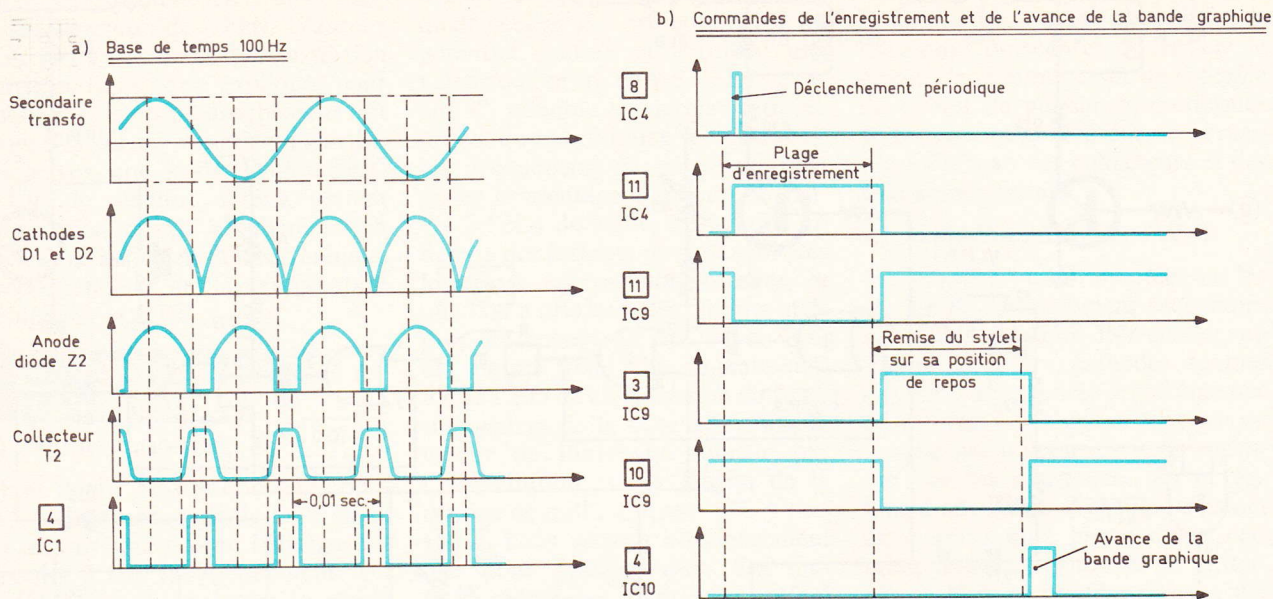 a) Base de temps 100 Hz
Secondaire
transfo
Cathodes
D1 et D2
Anode
diode Z2
Collecteur
T2
0,01 sec.
4
IC1
b) Commandes de l'enregistrement et de l'avance de la bande graphique
8
IC4
Déclenchement périodique
Plage
d'enregistrement
11
IC4
11
IC9
Remise du stylet
sur sa position
de repos
3
IC9
10
IC9
4
IC10
Avance de la
bande graphique